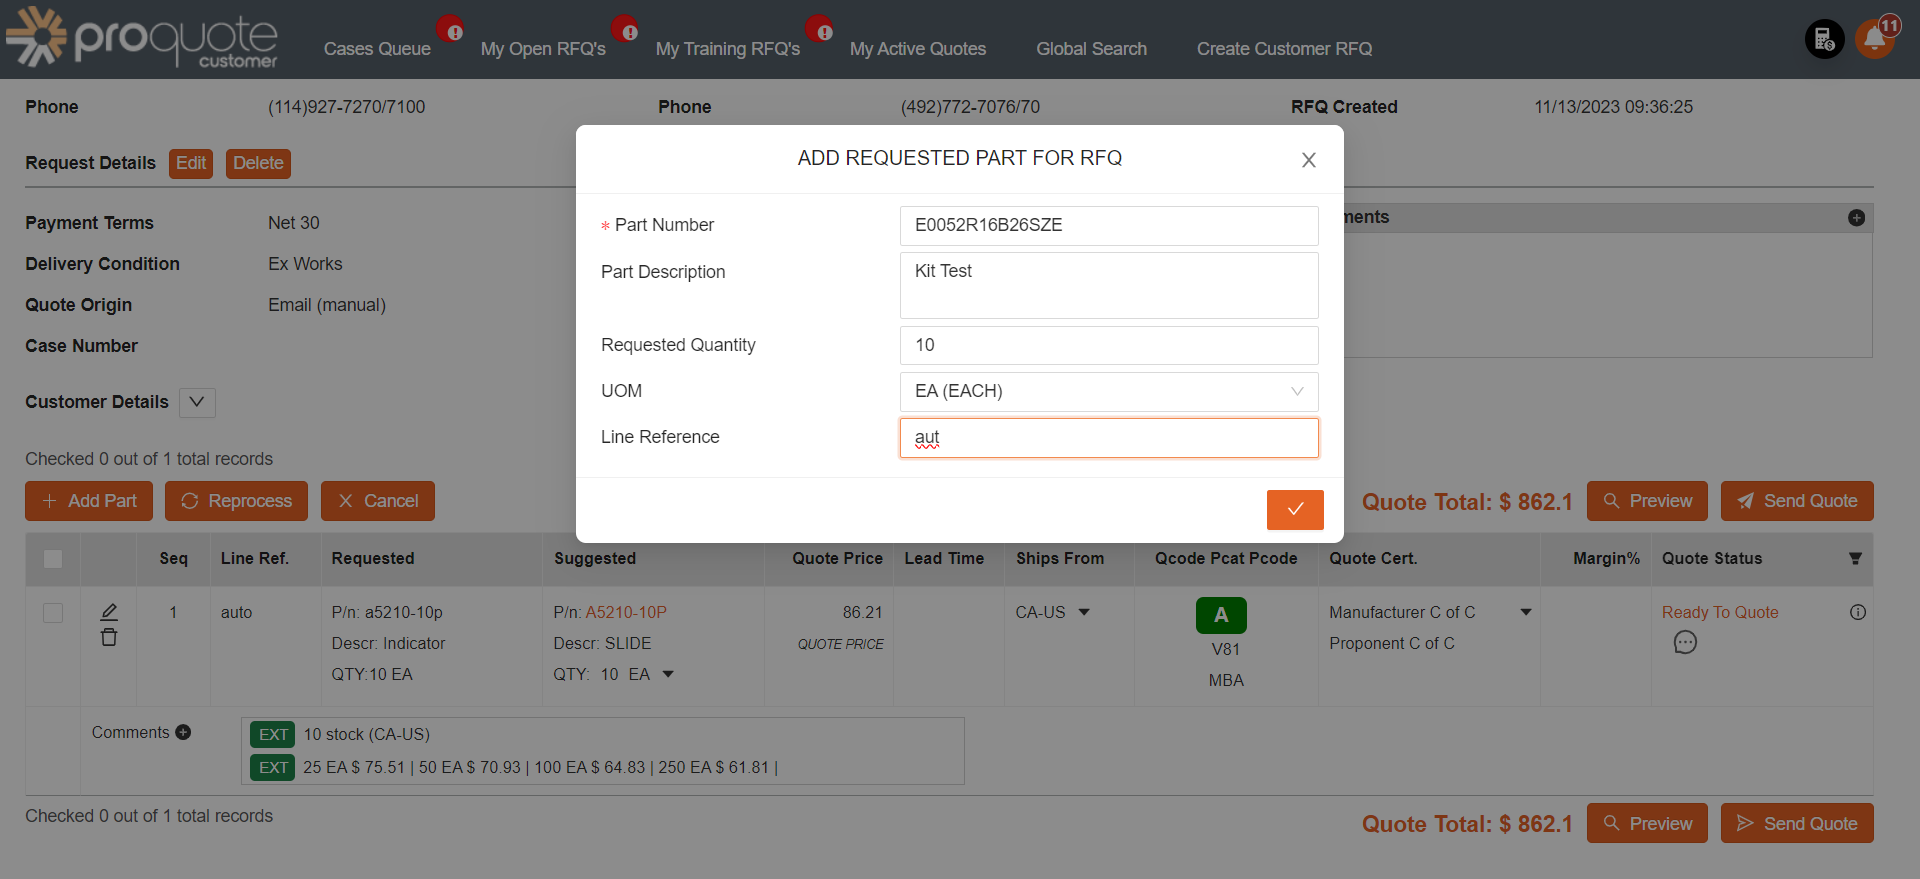 proquote
customer
Cases Queue
My Open RFQ's
My Training RFQ's
My Active Quotes
Global Search
Create Customer RFQ
11
Phone (114)927-7270/7100 Phone (492)772-7076/70 RFQ Created 11/13/2023 09:36:25
Request Details Edit Delete
Payment Terms Net 30
Delivery Condition Ex Works
Quote Origin Email (manual)
Case Number
Customer Details
ments
ADD REQUESTED PART FOR RFQ
* Part Number E0052R16B26SZE
Part Description Kit Test
Requested Quantity 10
UOM EA (EACH)
Line Reference aut
Checked 0 out of 1 total records
Add Part Reprocess Cancel Quote Total: $ 862.1 Preview Send Quote
Seq Line Ref. Requested Suggested Quote Price Lead Time Ships From Qcode Pcat Pcode Quote Cert. Margin% Quote Status
1 auto P/n: a5210-10p P/n: A5210-10P 86.21 CA-US A Manufacturer C of C Ready To Quote
Descr: Indicator Descr: SLIDE QUOTE PRICE V81 Proponent C of C
QTY:10 EA QTY: 10 EA MBA
Comments EXT 10 stock (CA-US)
EXT 25 EA $ 75.51 | 50 EA $ 70.93 | 100 EA $ 64.83 | 250 EA $ 61.81 |
Checked 0 out of 1 total records
Quote Total: $ 862.1 Preview Send Quote